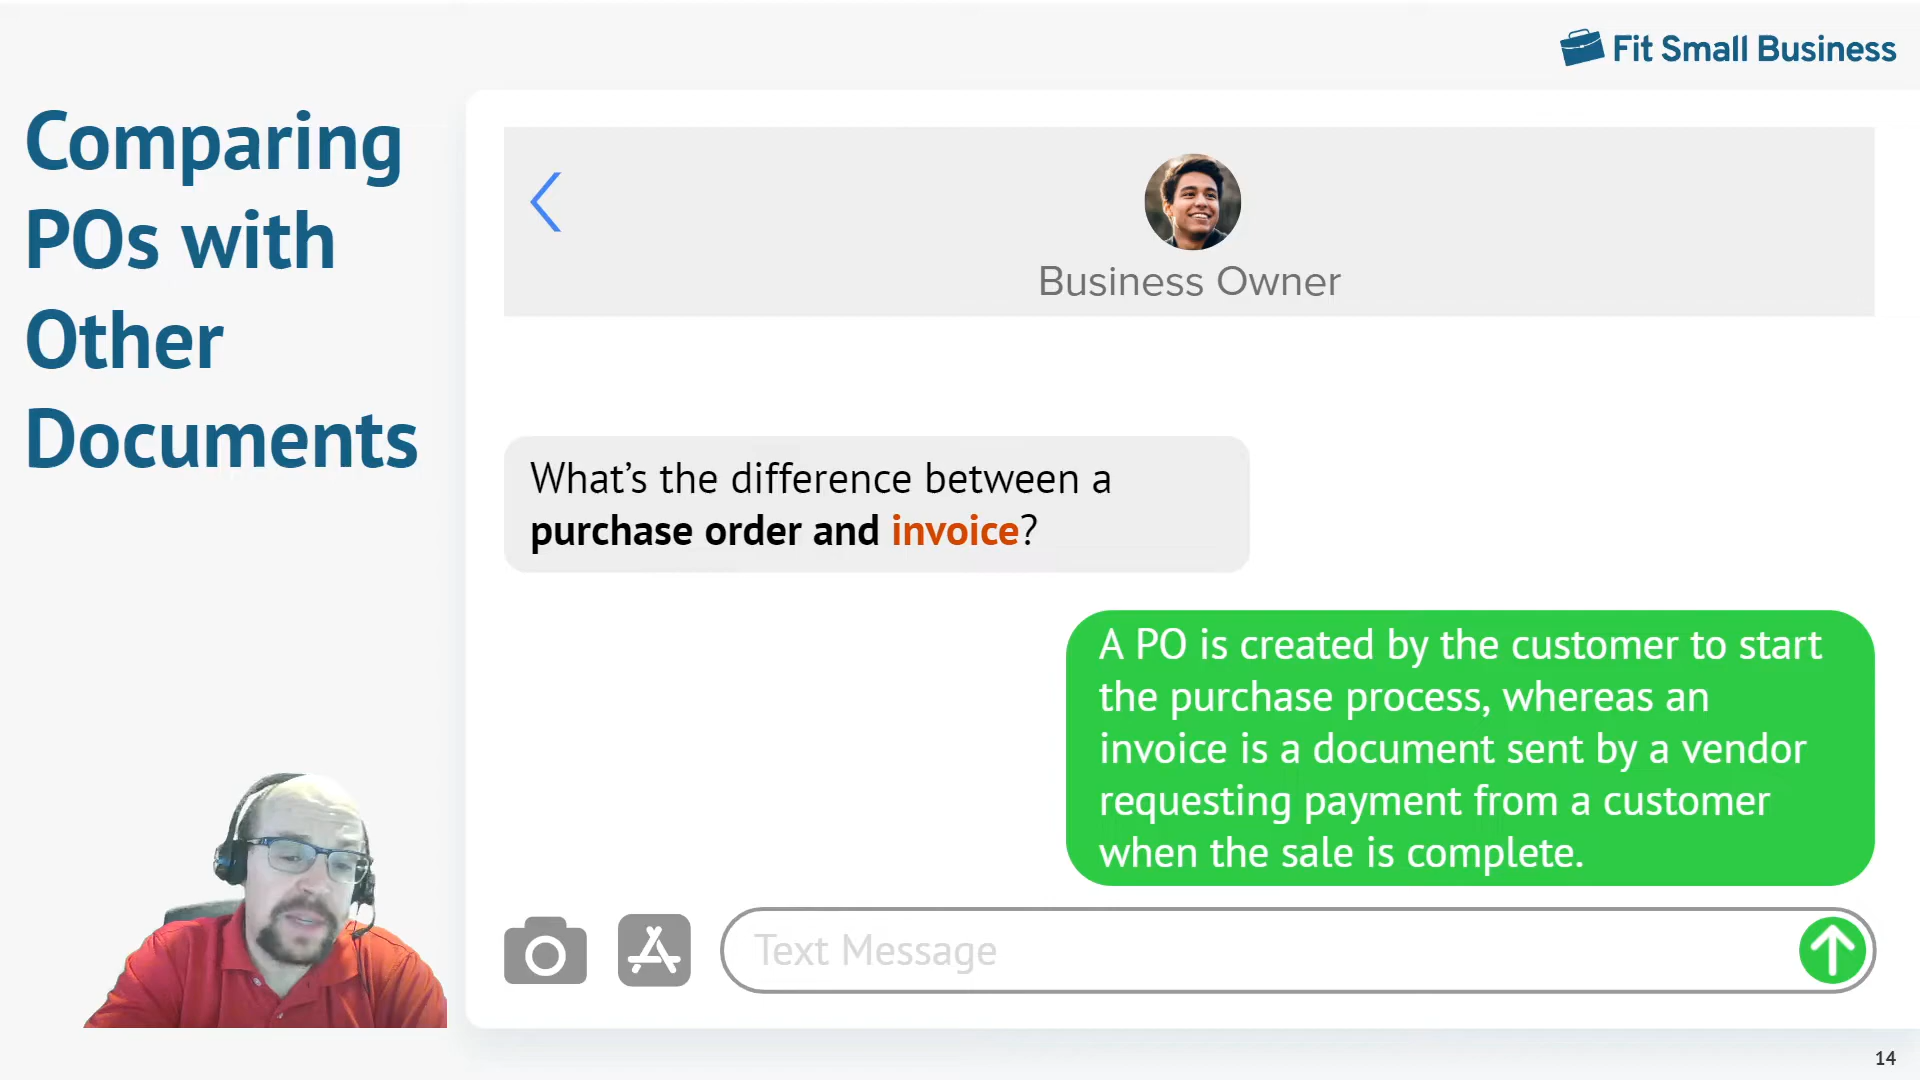 Fit Small Business
Comparing
POs with
Other
Documents
Business Owner
What’s the difference between a
purchase order and invoice?
A PO is created by the customer to start
the purchase process, whereas an
invoice is a document sent by a vendor
requesting payment from a customer
when the sale is complete.
Text Message
14